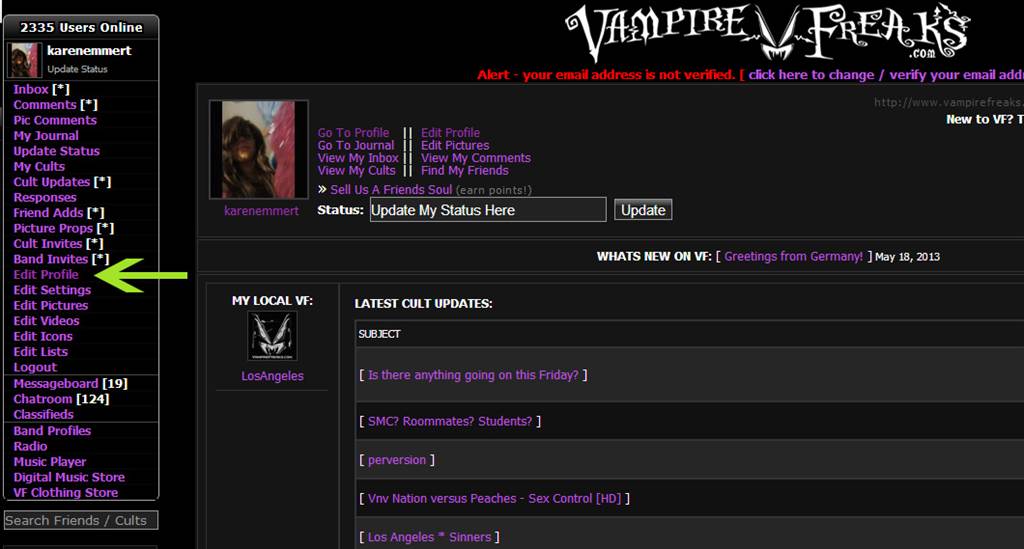 2335 Users Online
karenemmert
Update Status
Inbox [*]
Comments [*]
Pic Comments
My Journal
Update Status
My Cults
Cult Updates [*]
Responses
Friend Adds [*]
Picture Props [*]
Cult Invites [*]
Band Invites [*]
Edit Profile
Edit Settings
Edit Pictures
Edit Videos
Edit Icons
Edit Lists
Logout
Messageboard [19]
Chatroom [124]
Classifieds
Band Profiles
Radio
Music Player
Digital Music Store
VF Clothing Store
Search Friends / Cults
VAMPIRE FREAKS
.com
Alert - your email address is not verified. [ click here to change / verify your email addr
http://www.vampirefreaks.
New to VF? T
Go To Profile || Edit Profile
Go To Journal || Edit Pictures
View My Inbox || View My Comments
View My Cults || Find My Friends
» Sell Us A Friends Soul (earn points!)
karenemmert
Status: Update My Status Here Update
WHATS NEW ON VF: [ Greetings from Germany! ] May 18, 2013
MY LOCAL VF:
VAMPIREFREAKS.COM
LosAngeles
LATEST CULT UPDATES:
SUBJECT
[ Is there anything going on this Friday? ]
[ SMC? Roommates? Students? ]
[ perversion ]
[ Vnv Nation versus Peaches - Sex Control [HD] ]
[ Los Angeles * Sinners ]